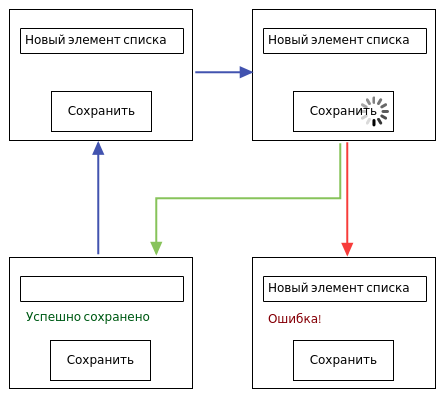 Новый элемент списка
Сохранить
Новый элемент списка
Сохранить
Успешно сохранено
Сохранить
Новый элемент списка
Ошибка!
Сохранить